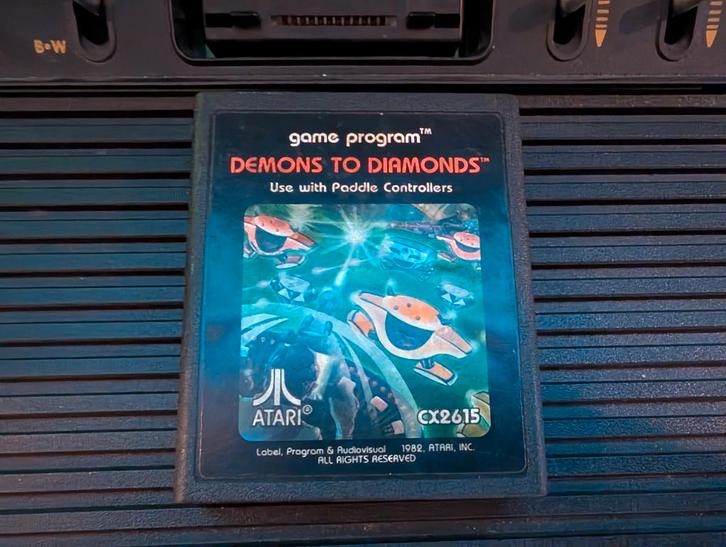 B•W
game program™
DEMONS TO DIAMONDS™
Use with Paddle Controllers
ATARI®
CX2615
Label, Program & Audiovisual 1982, ATARI, INC.
ALL RIGHTS RESERVED